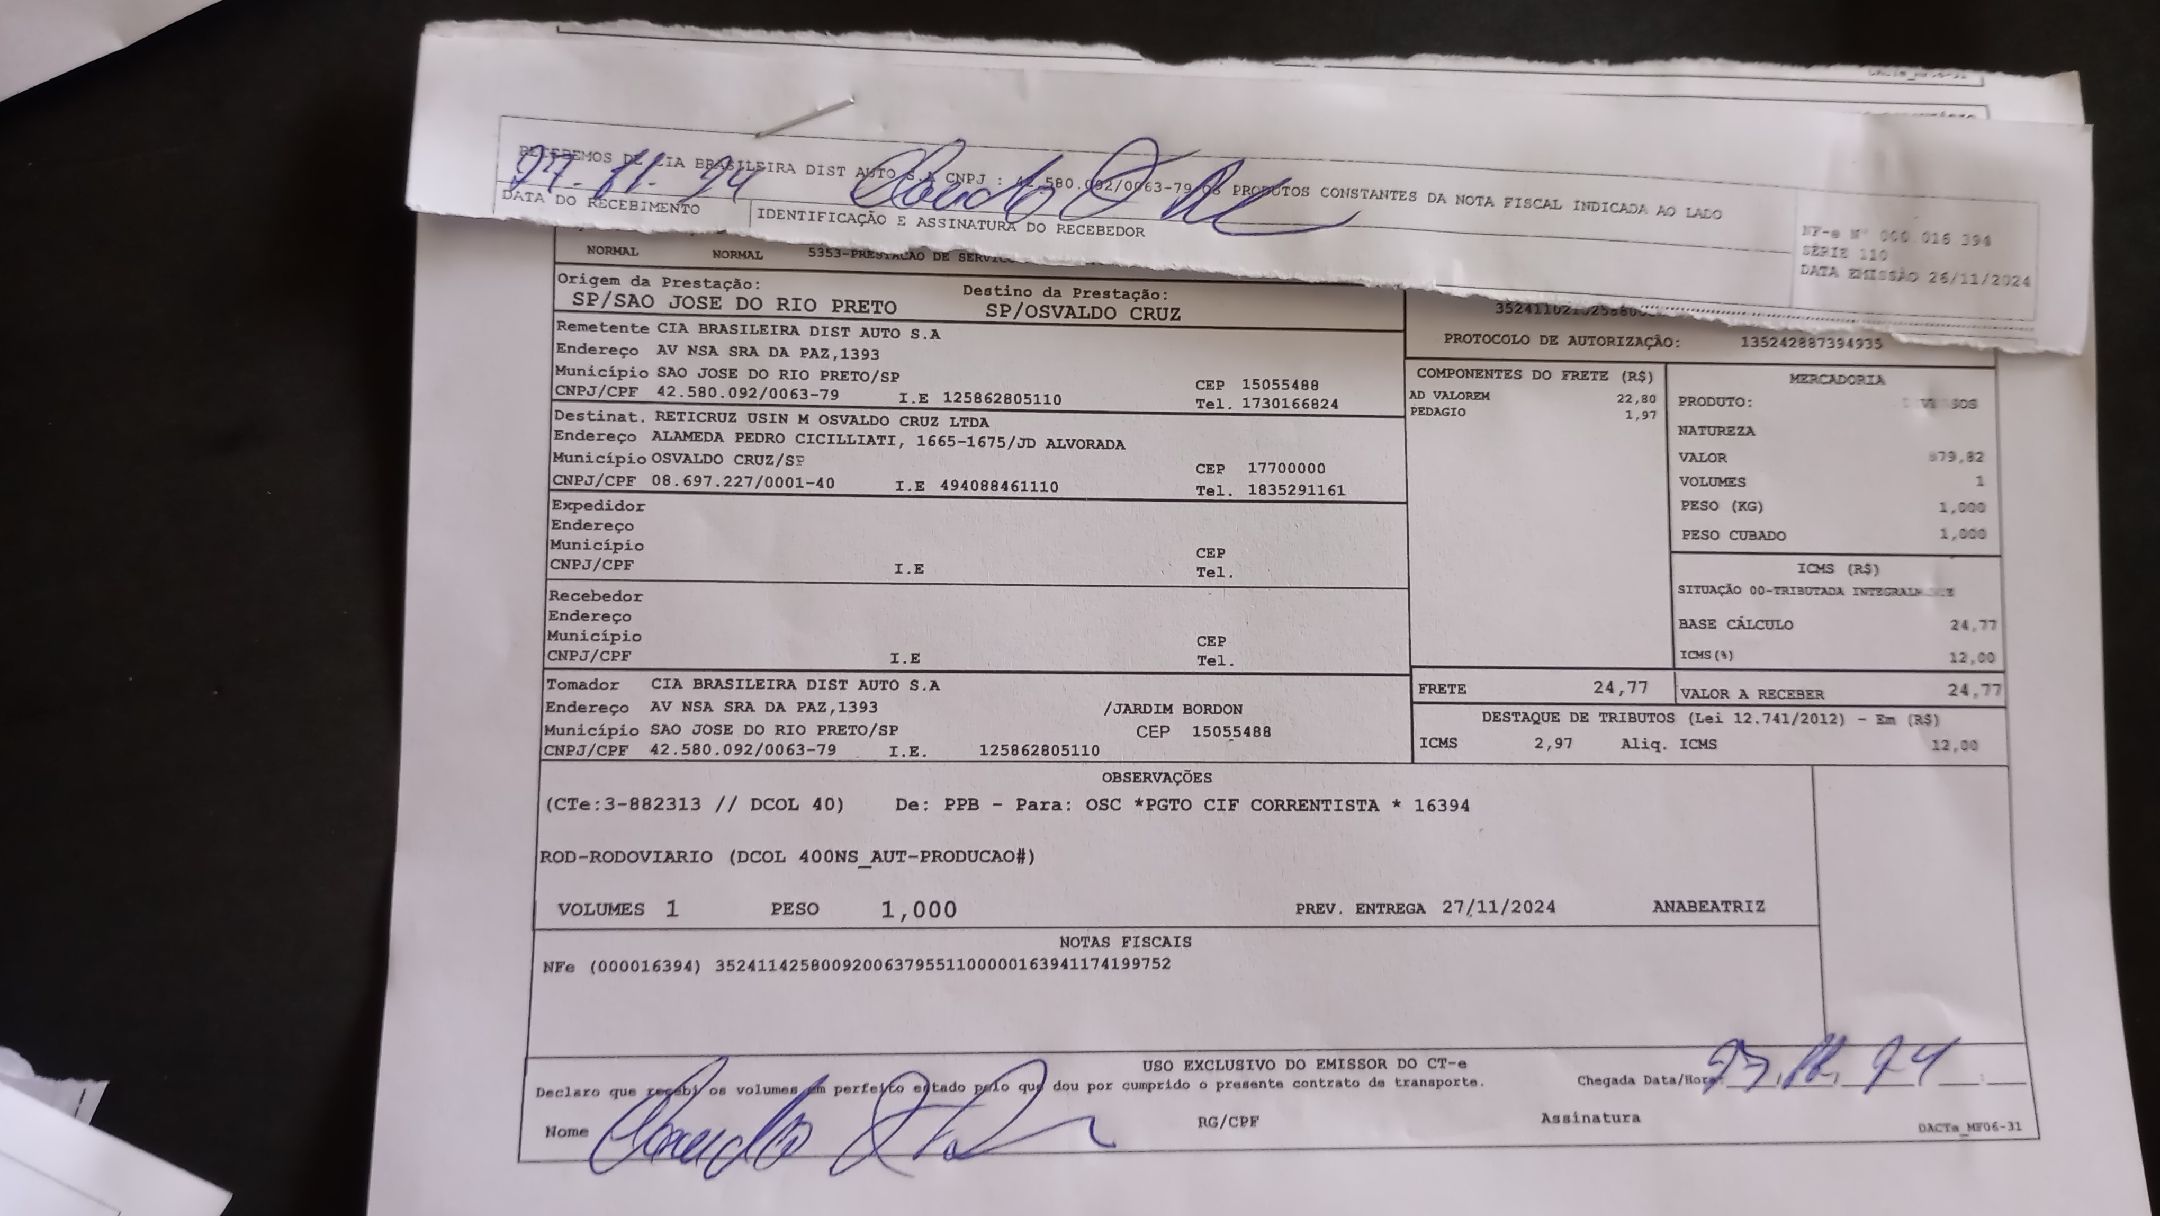 RECEBEMOS DE CIA BRASILEIRA DIST AUTO S.A CNPJ : 42.580.092/0063-79 OS PRODUTOS CONSTANTES DA NOTA FISCAL INDICADA AO LADO
27.11.24
DATA DO RECEBIMENTO
IDENTIFICAÇÃO E ASSINATURA DO RECEBEDOR
NF-e Nº 000.016.394
SÉRIE 110
DATA EMISSÃO 26/11/2024
NORMAL NORMAL 5353-PRESTACAO DE
Origem da Prestação: Destino da Prestação:
SP/SAO JOSE DO RIO PRETO SP/OSVALDO CRUZ
PROTOCOLO DE AUTORIZAÇÃO: 135242887394935
Remetente CIA BRASILEIRA DIST AUTO S.A
Endereço AV NSA SRA DA PAZ,1393
Município SAO JOSE DO RIO PRETO/SP CEP 15055488
CNPJ/CPF 42.580.092/0063-79 I.E 125862805110 Tel. 1730166824
Destinat. RETICRUZ USIN M OSVALDO CRUZ LTDA
Endereço ALAMEDA PEDRO CICILLIATI, 1665-1675/JD ALVORADA
Município OSVALDO CRUZ/SP CEP 17700000
CNPJ/CPF 08.697.227/0001-40 I.E 494088461110 Tel. 1835291161
Expedidor
Endereço
Município CEP
CNPJ/CPF I.E Tel.
Recebedor
Endereço
Município CEP
CNPJ/CPF I.E Tel.
Tomador CIA BRASILEIRA DIST AUTO S.A
Endereço AV NSA SRA DA PAZ,1393 /JARDIM BORDON
Município SAO JOSE DO RIO PRETO/SP CEP 15055488
CNPJ/CPF 42.580.092/0063-79 I.E. 125862805110
COMPONENTES DO FRETE (R$)
AD VALOREM 22,80
PEDAGIO 1,97
MERCADORIA
PRODUTO:
NATUREZA
VALOR 79,82
VOLUMES 1
PESO (KG) 1,000
PESO CUBADO 1,000
ICMS (R$)
SITUAÇÃO 00-TRIBUTADA
BASE CÁLCULO 24,77
ICMS(%) 12,00
FRETE 24,77 VALOR A RECEBER 24,77
DESTAQUE DE TRIBUTOS (Lei 12.741/2012) - Em (R$)
ICMS 2,97 Aliq. ICMS 12,00
OBSERVAÇÕES
(CTe:3-882313 // DCOL 40) De: PPB - Para: OSC *PGTO CIF CORRENTISTA * 16394
ROD-RODOVIARIO (DCOL 400NS_AUT-PRODUCAO#)
VOLUMES 1 PESO 1,000 PREV. ENTREGA 27/11/2024 ANABEATRIZ
NOTAS FISCAIS
NFe (000016394) 35241142580092006379551100000163941174199752
USO EXCLUSIVO DO EMISSOR DO CT-e
Declaro que recebi os volumes em perfeito estado pelo que dou por cumprido o presente contrato de transporte. Chegada Data/Hora: 27.11.24
Nome RG/CPF Assinatura
DACTe_MF06-31